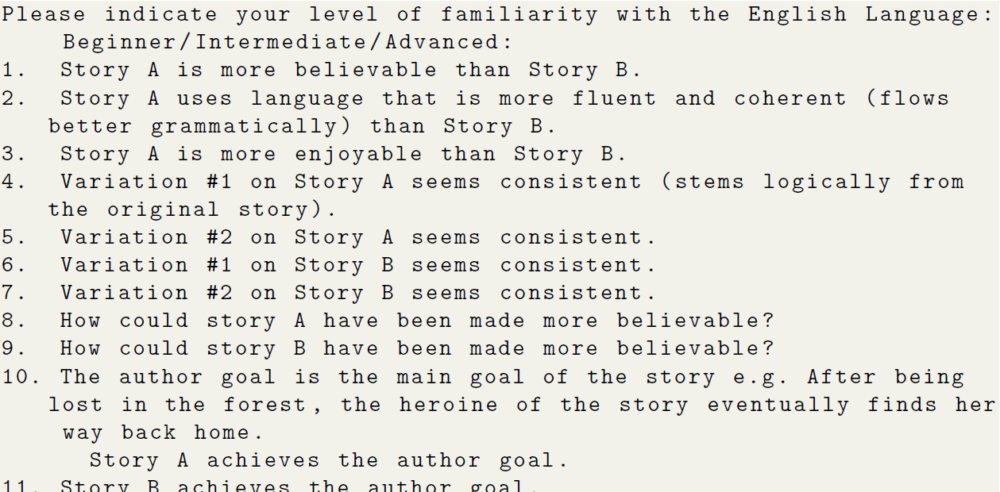 Please indicate your level of familiarity with the English Language:
Beginner/Intermediate/Advanced:
1. Story A is more believable than Story B.
2. Story A uses language that is more fluent and coherent (flows
better grammatically) than Story B.
3. Story A is more enjoyable than Story B.
4. Variation #1 on Story A seems consistent (stems logically from
the original story).
5. Variation #2 on Story A seems consistent.
6. Variation #1 on Story B seems consistent.
7. Variation #2 on Story B seems consistent.
8. How could story A have been made more believable?
9. How could story B have been made more believable?
10. The author goal is the main goal of the story e.g. After being
lost in the forest, the heroine of the story eventually finds her
way back home.
Story A achieves the author goal.
11. Story B achieves the author goal.